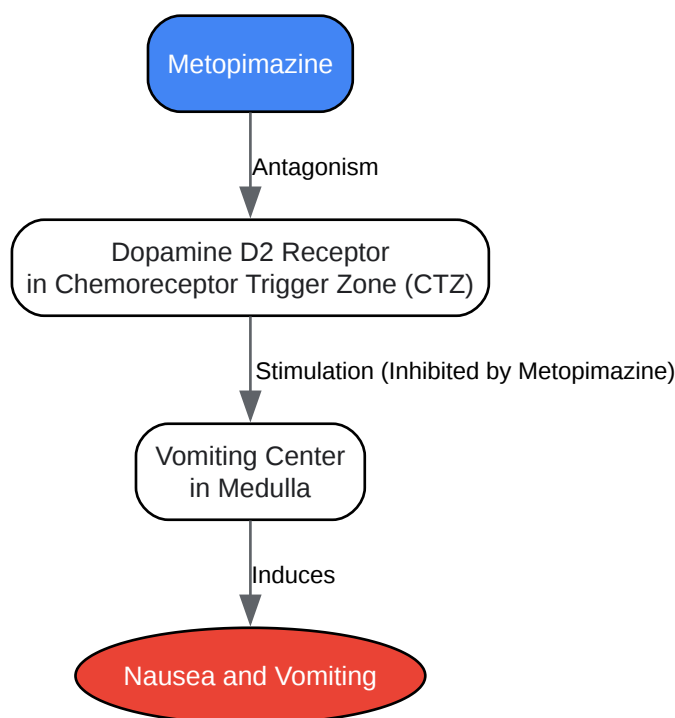 Metopimazine
Antagonism
Dopamine D2 Receptor
in Chemoreceptor Trigger Zone (CTZ)
Stimulation (Inhibited by Metopimazine)
Vomiting Center
in Medulla
Induces
Nausea and Vomiting